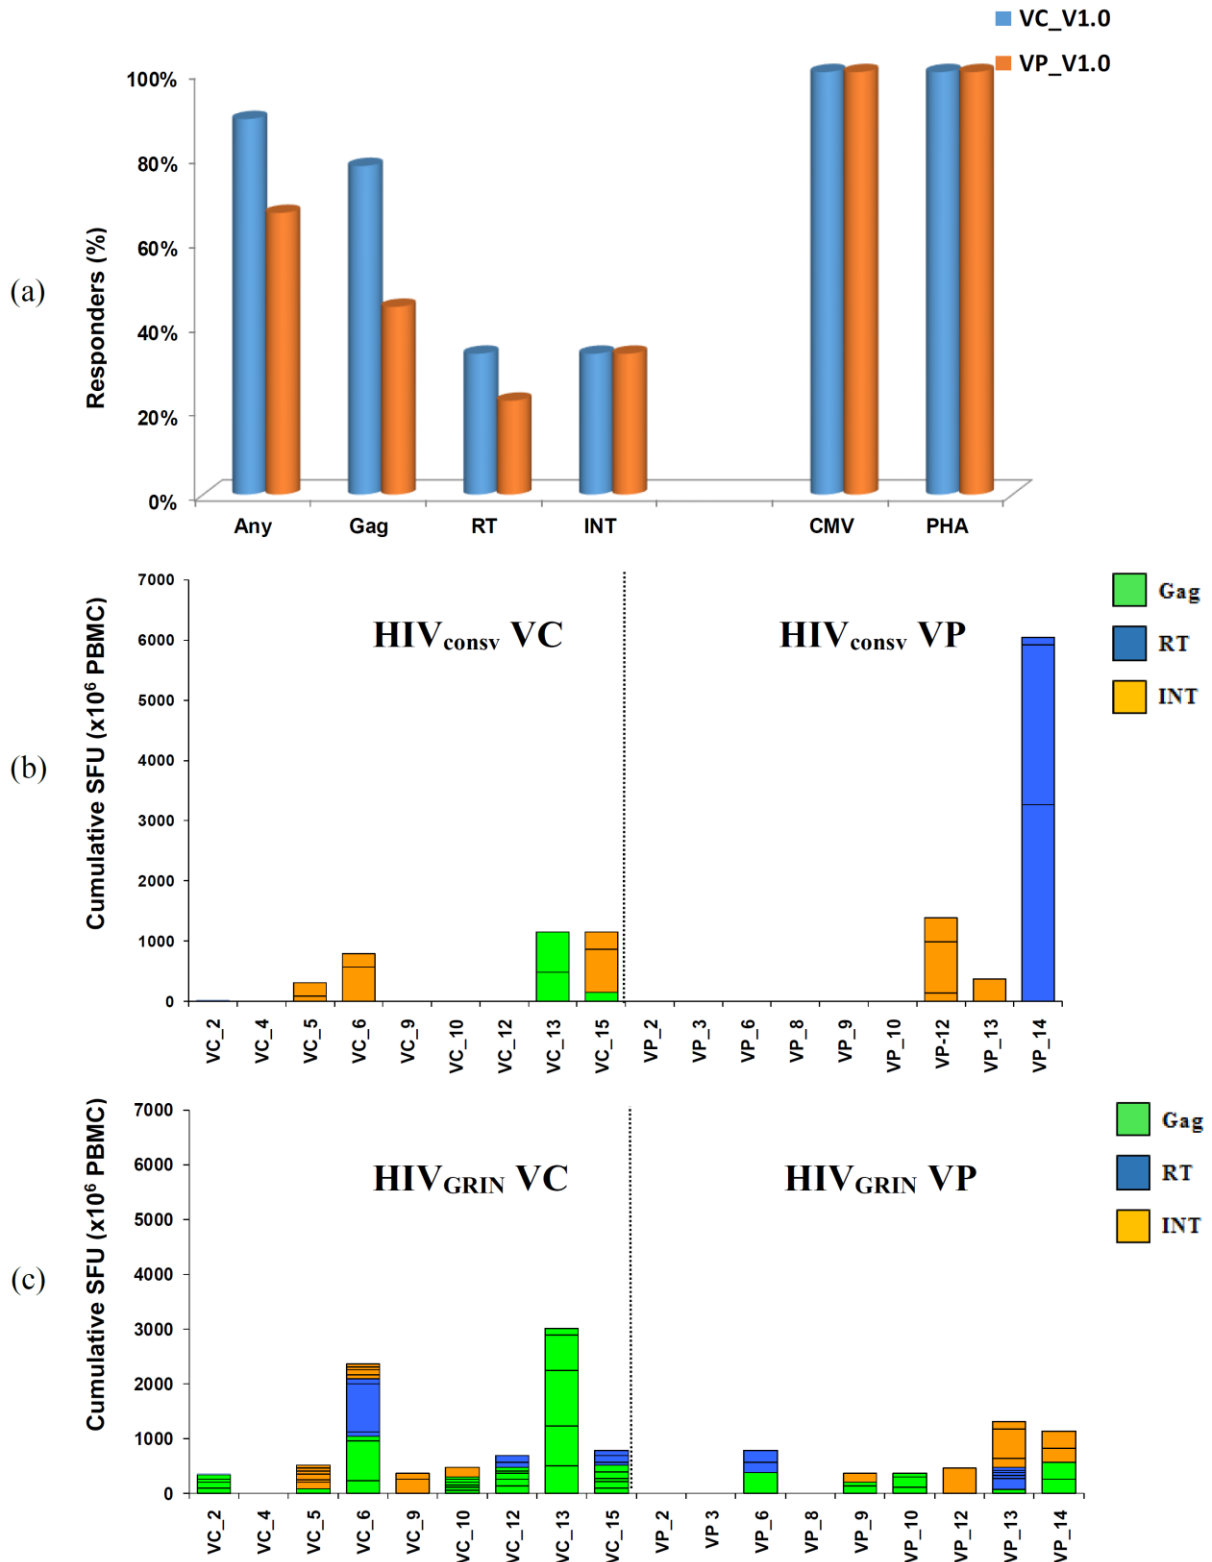 VC_V1.0
VP_V1.0
(a)
Responders (%)
100%
80%
60%
40%
20%
0%
Any Gag RT INT CMV PHA
(b)
Cumulative SFU (x10⁶ PBMC)
7000
6000
5000
4000
3000
2000
1000
0
HIVconsv VC HIVconsv VP
Gag
RT
INT
VC_2 VC_4 VC_5 VC_6 VC_9 VC_10 VC_12 VC_13 VC_15 VP_2 VP_3 VP_6 VP_8 VP_9 VP_10 VP-12 VP_13 VP_14
(c)
Cumulative SFU (x10⁶ PBMC)
7000
6000
5000
4000
3000
2000
1000
0
HIVGRIN VC HIVGRIN VP
Gag
RT
INT
VC_2 VC_4 VC_5 VC_6 VC_9 VC_10 VC_12 VC_13 VC_15 VP_2 VP 3 VP_6 VP_8 VP_9 VP_10 VP_12 VP_13 VP_14